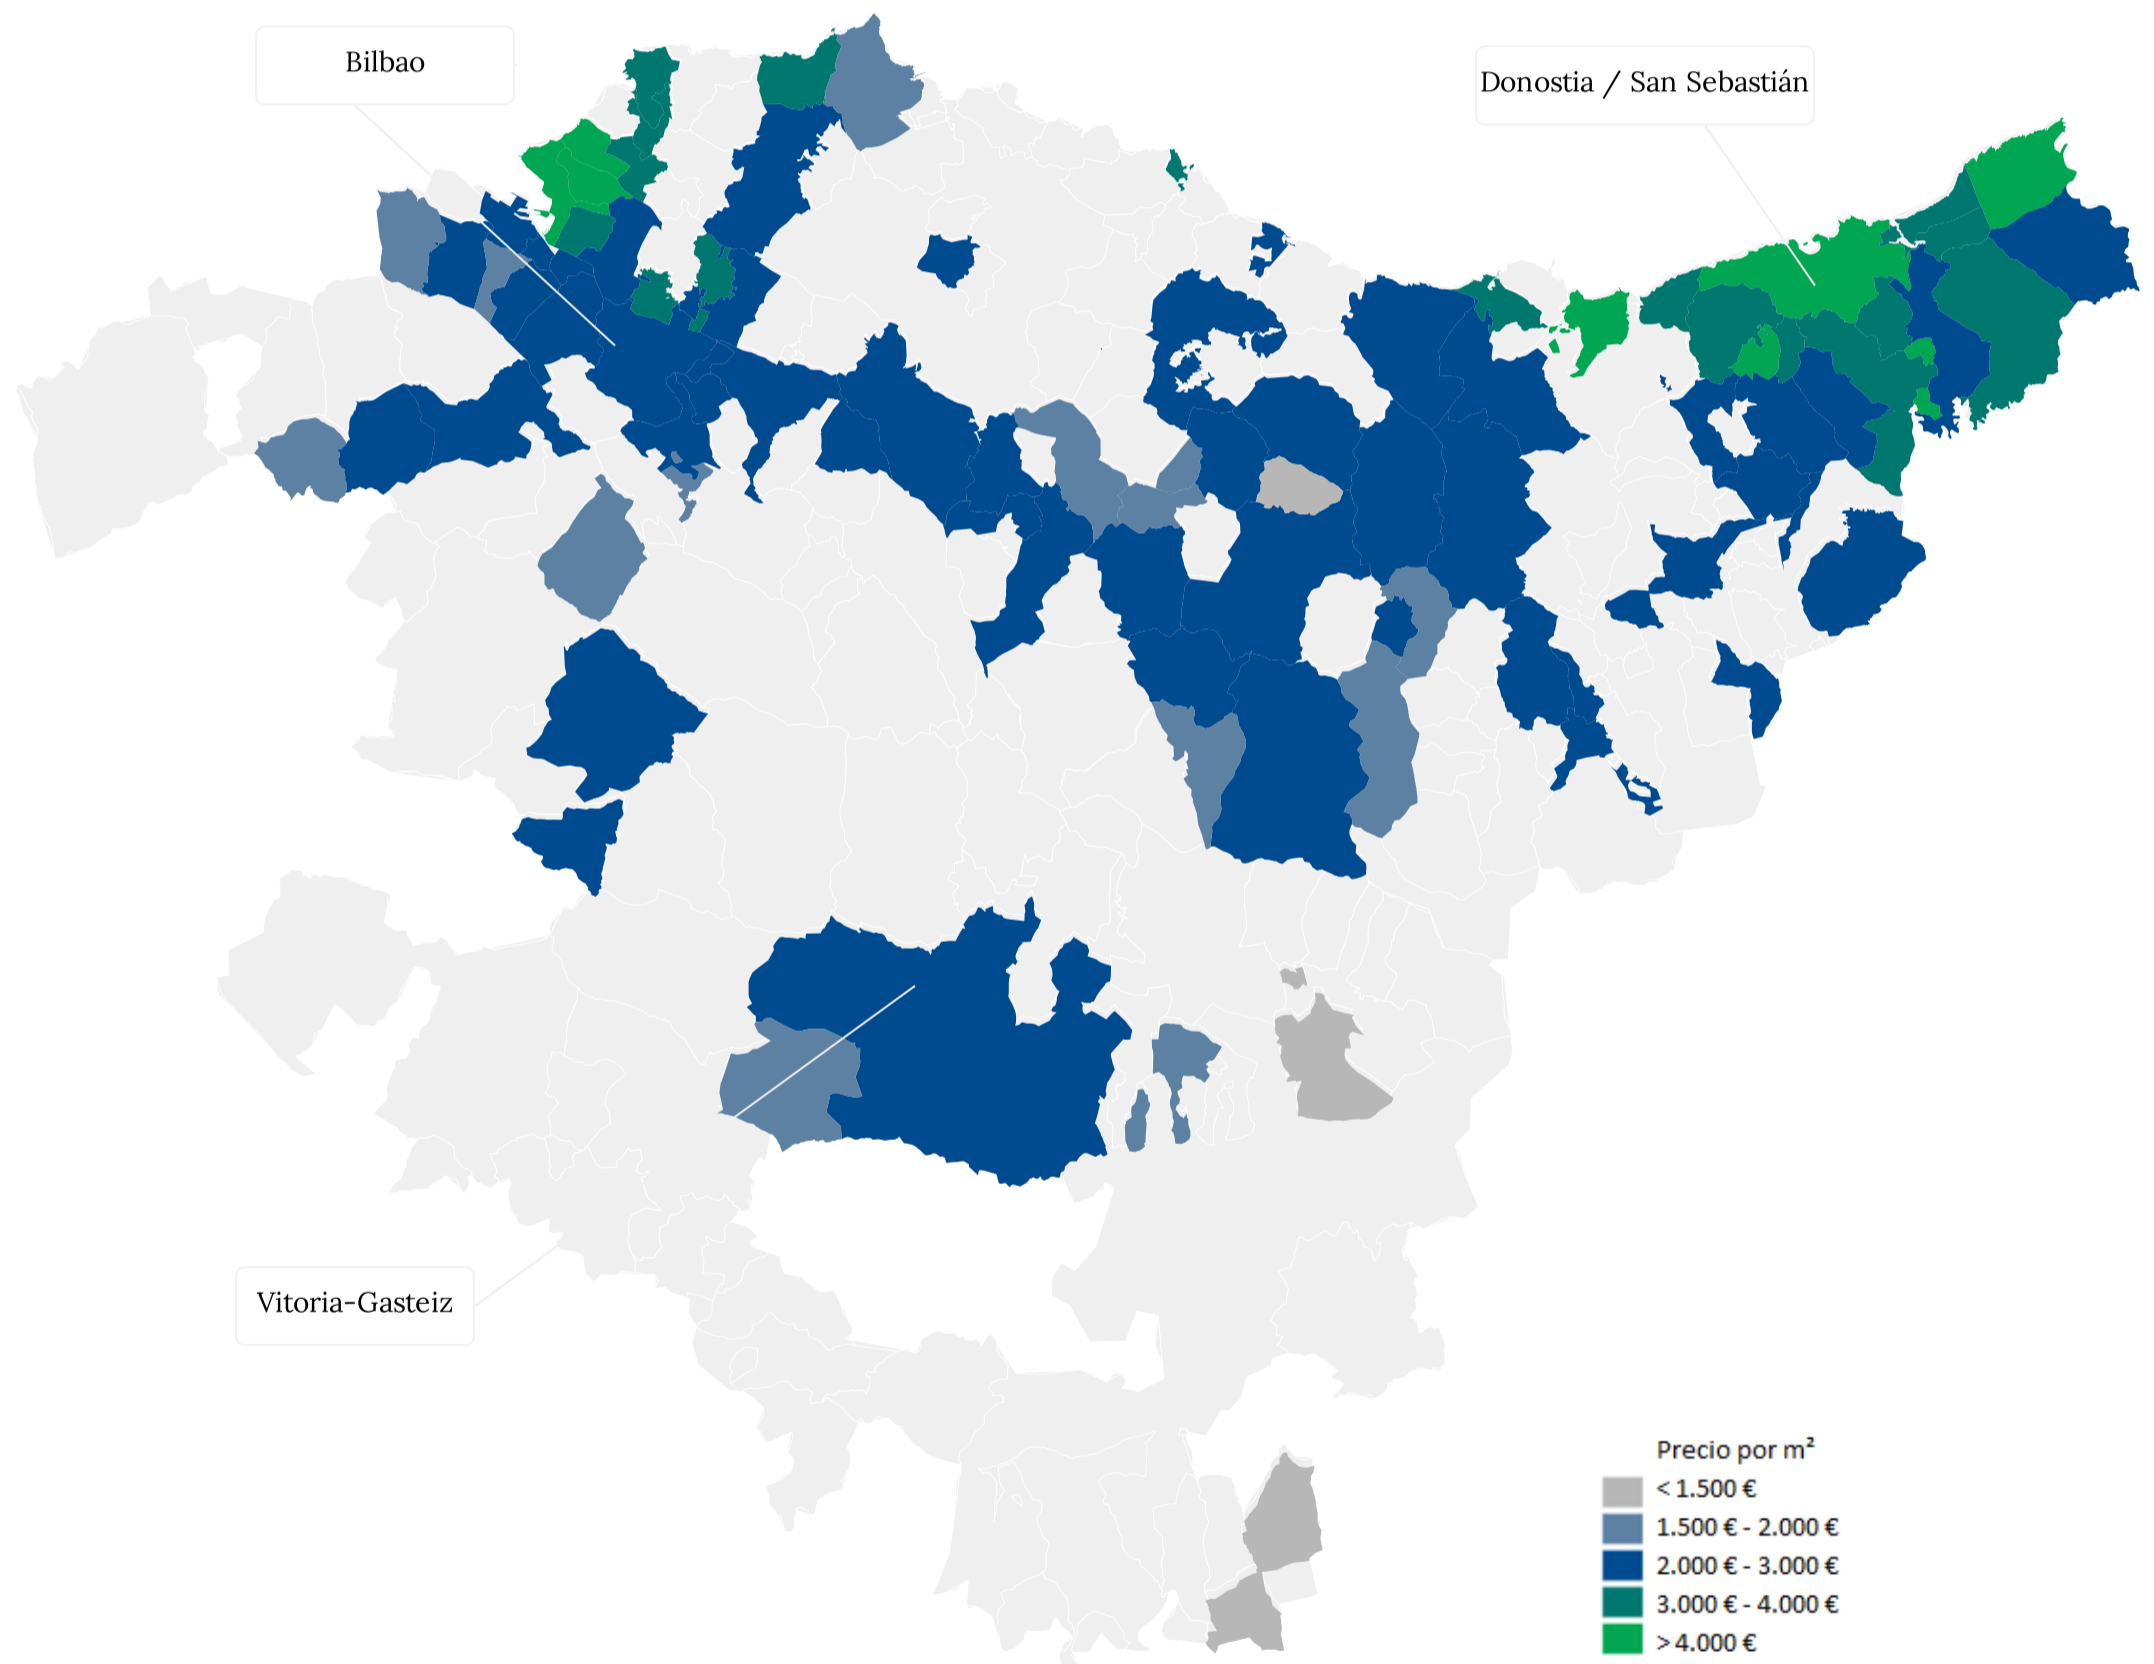 Bilbao
Donostia / San Sebastián
Vitoria-Gasteiz
Precio por m²
< 1.500 €
1.500 € - 2.000 €
2.000 € - 3.000 €
3.000 € - 4.000 €
> 4.000 €